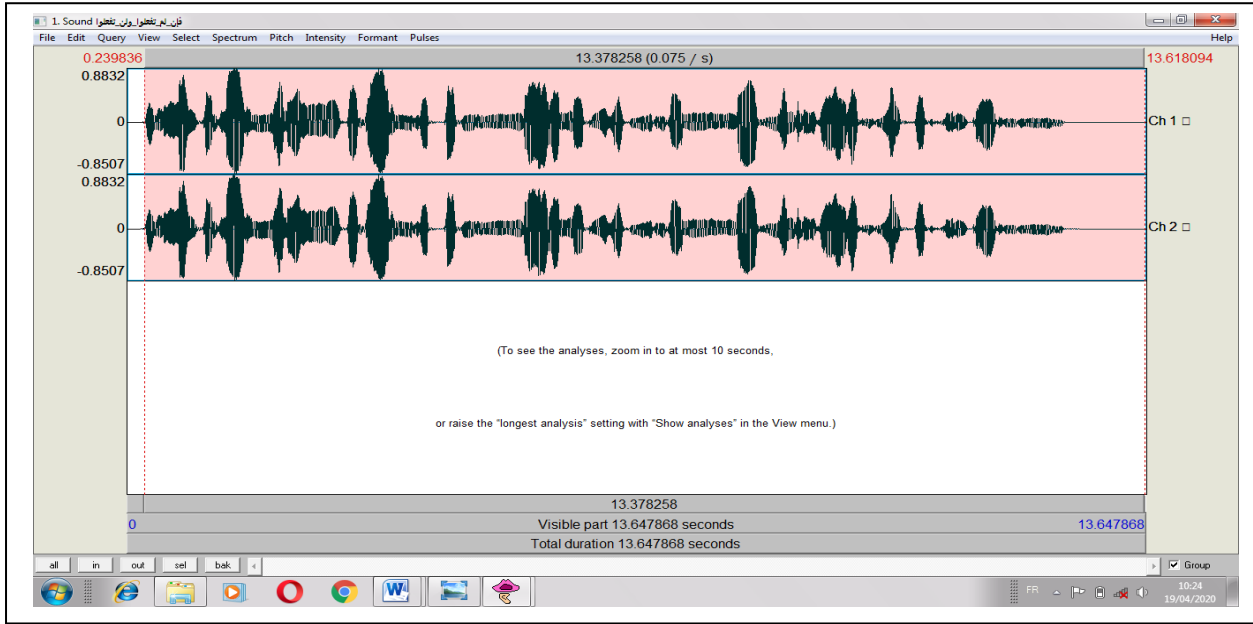 1. Sound فإن_لم_تفعلوا_ولن_تفعلوا
File Edit Query View Select Spectrum Pitch Intensity Formant Pulses Help
0.239836 13.378258 (0.075 / s) 13.618094
0.8832
0
-0.8507
Ch 1
0.8832
0
-0.8507
Ch 2
(To see the analyses, zoom in to at most 10 seconds,
or raise the "longest analysis" setting with "Show analyses" in the View menu.)
13.378258
0 Visible part 13.647868 seconds 13.647868
Total duration 13.647868 seconds
all in out sel bak Group
FR 10:24
19/04/2020